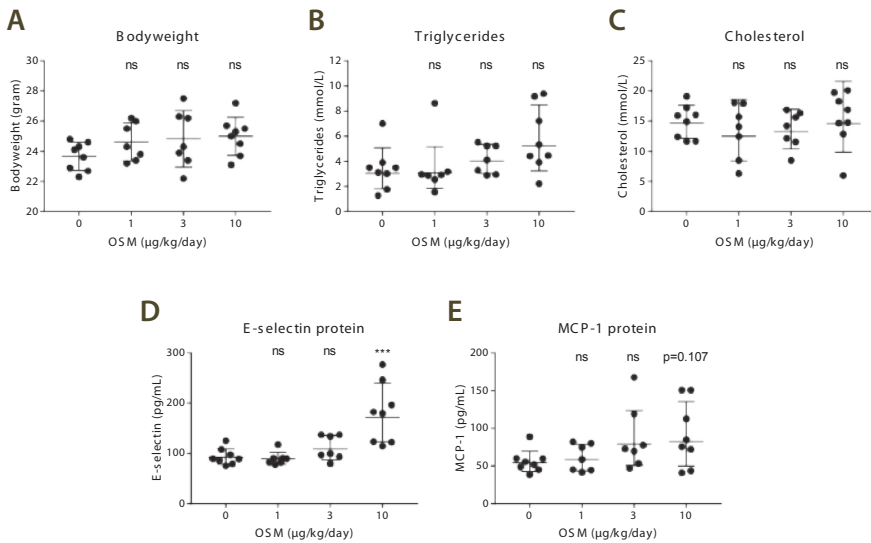 A
Bodyweight
ns ns ns
Bodyweight (gram)
30
28
26
24
22
20
0 1 3 10
OSM (µg/kg/day)
B
Triglycerides
ns ns ns
Triglycerides (mmol/L)
12
10
8
6
4
2
0
0 1 3 10
OSM (µg/kg/day)
C
Cholesterol
ns ns ns
Cholesterol (mmol/L)
25
20
15
10
5
0
0 1 3 10
OSM (µg/kg/day)
D
E-selectin protein
ns ns ***
E-selectin (pg/mL)
300
200
100
0
0 1 3 10
OSM (µg/kg/day)
E
MCP-1 protein
ns ns p=0.107
MCP-1 (pg/mL)
200
150
100
50
0
0 1 3 10
OSM (µg/kg/day)